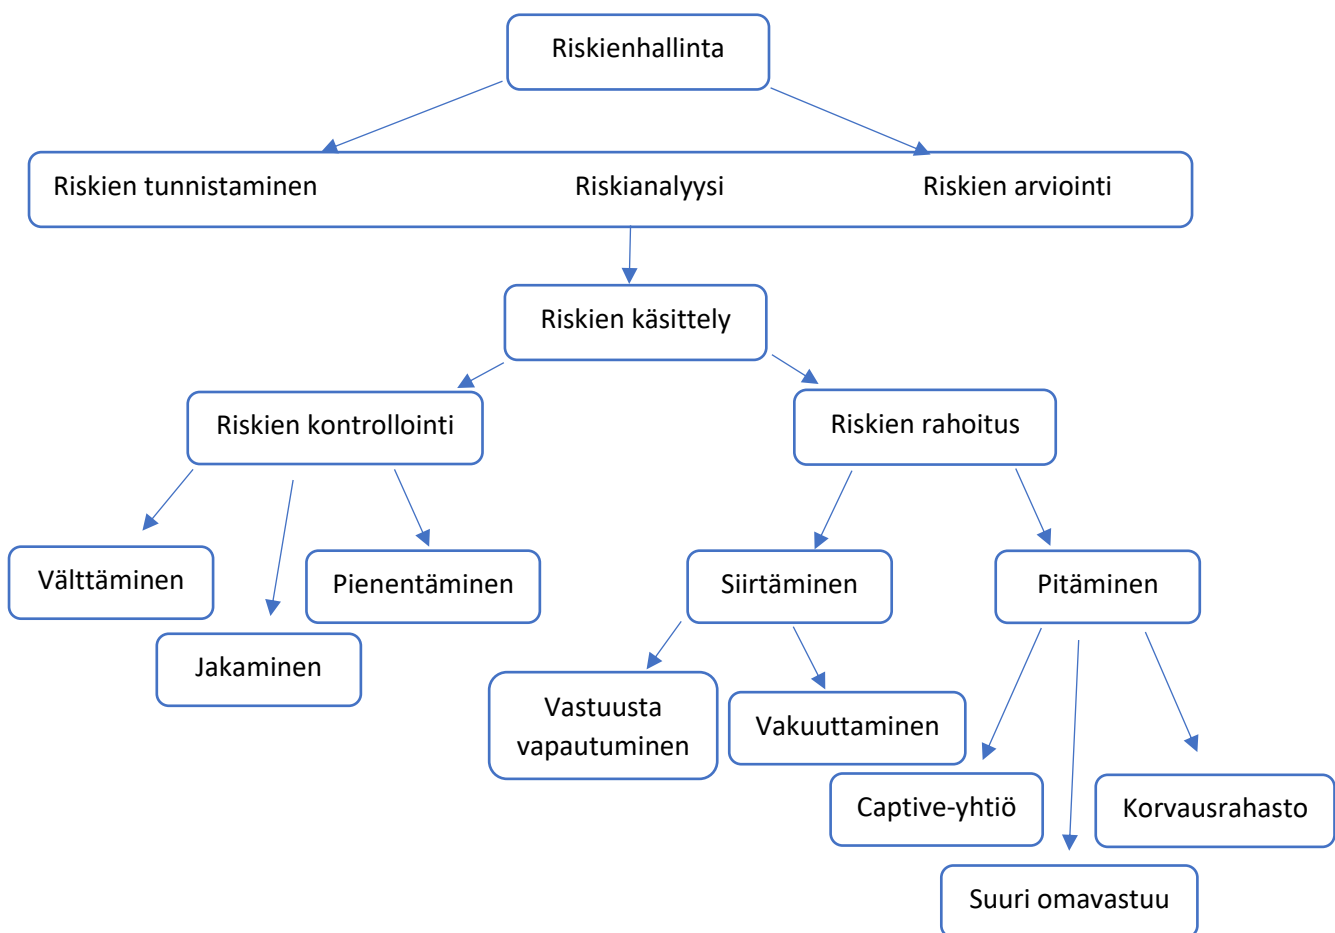 Riskienhallinta
Riskien tunnistaminen
Riskianalyysi
Riskien arviointi
Riskien käsittely
Riskien kontrollointi
Riskien rahoitus
Välttäminen
Pienentäminen
Siirtäminen
Pitäminen
Jakaminen
Vastuusta
vapautuminen
Vakuuttaminen
Captive-yhtiö
Korvausrahasto
Suuri omavastuu